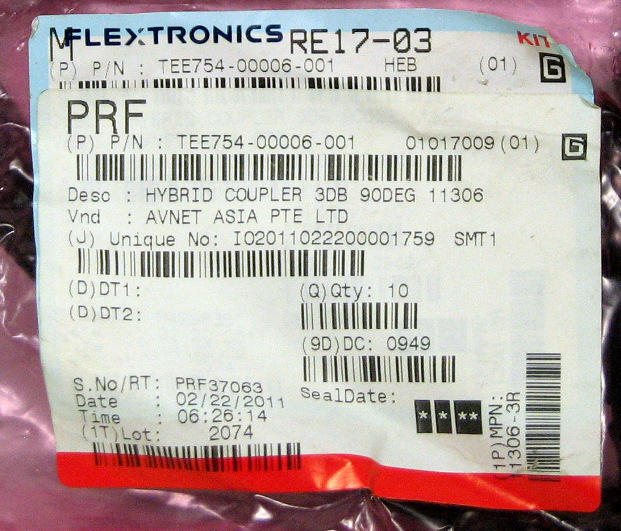 M FLEXTRONICS RE17-03 KIT
(P) P/N : TEE754-00006-001 HEB (01) G
PRF
(P) P/N : TEE754-00006-001 01017009(01) G
Desc : HYBRID COUPLER 3DB 90DEG 11306
Vnd : AVNET ASIA PTE LTD
(J) Unique No: IO2011022200001759 SMT1
(D)DT1: (Q)Qty: 10
(D)DT2:
(9D)DC: 0949
S.No/RT: PRF37063 SealDate:
Date : 02/22/2011
Time : 06:26:14
(1T)Lot: 2074
* * **
(1P)MPN:
11306-3R